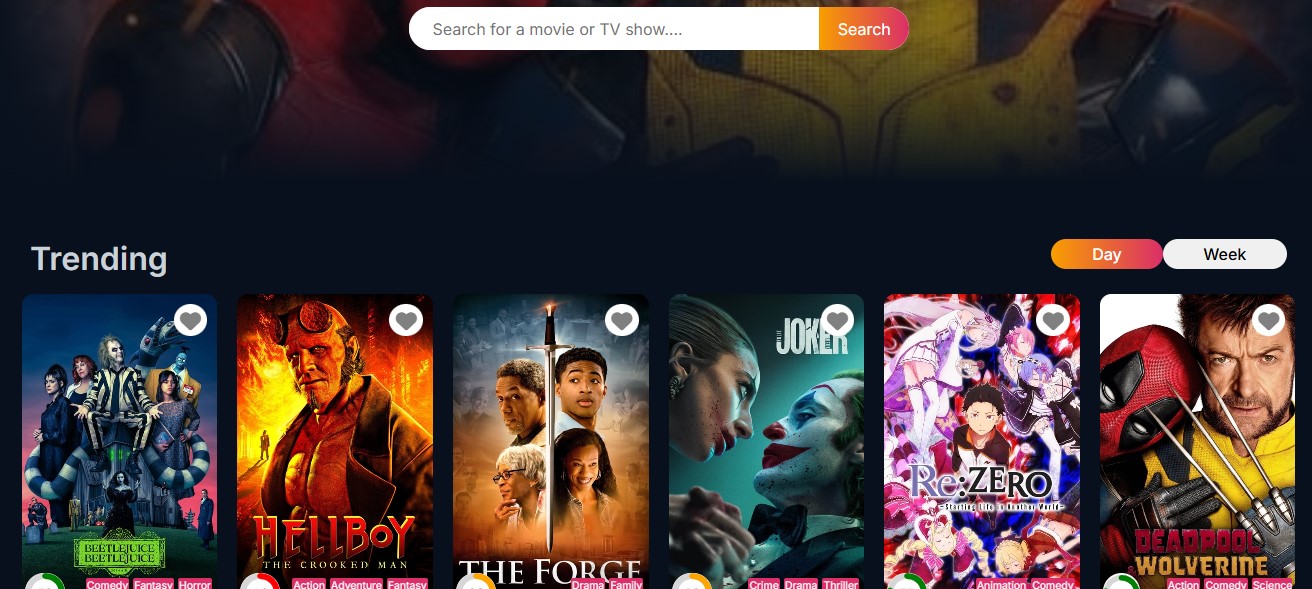 Search for a movie or TV show....
Search
Trending
Day
Week
BEETLEJUICE
BEETLEJUICE
Comedy Fantasy Horror
HELLBOY
THE CROOKED MAN
Action Adventure Fantasy
THE FORGE
Drama Family
JOKER
Crime Drama Thriller
Re:ZERO
-Starting Life in Another World-
Animation Comedy
DEADPOOL
WOLVERINE
Action Comedy Science